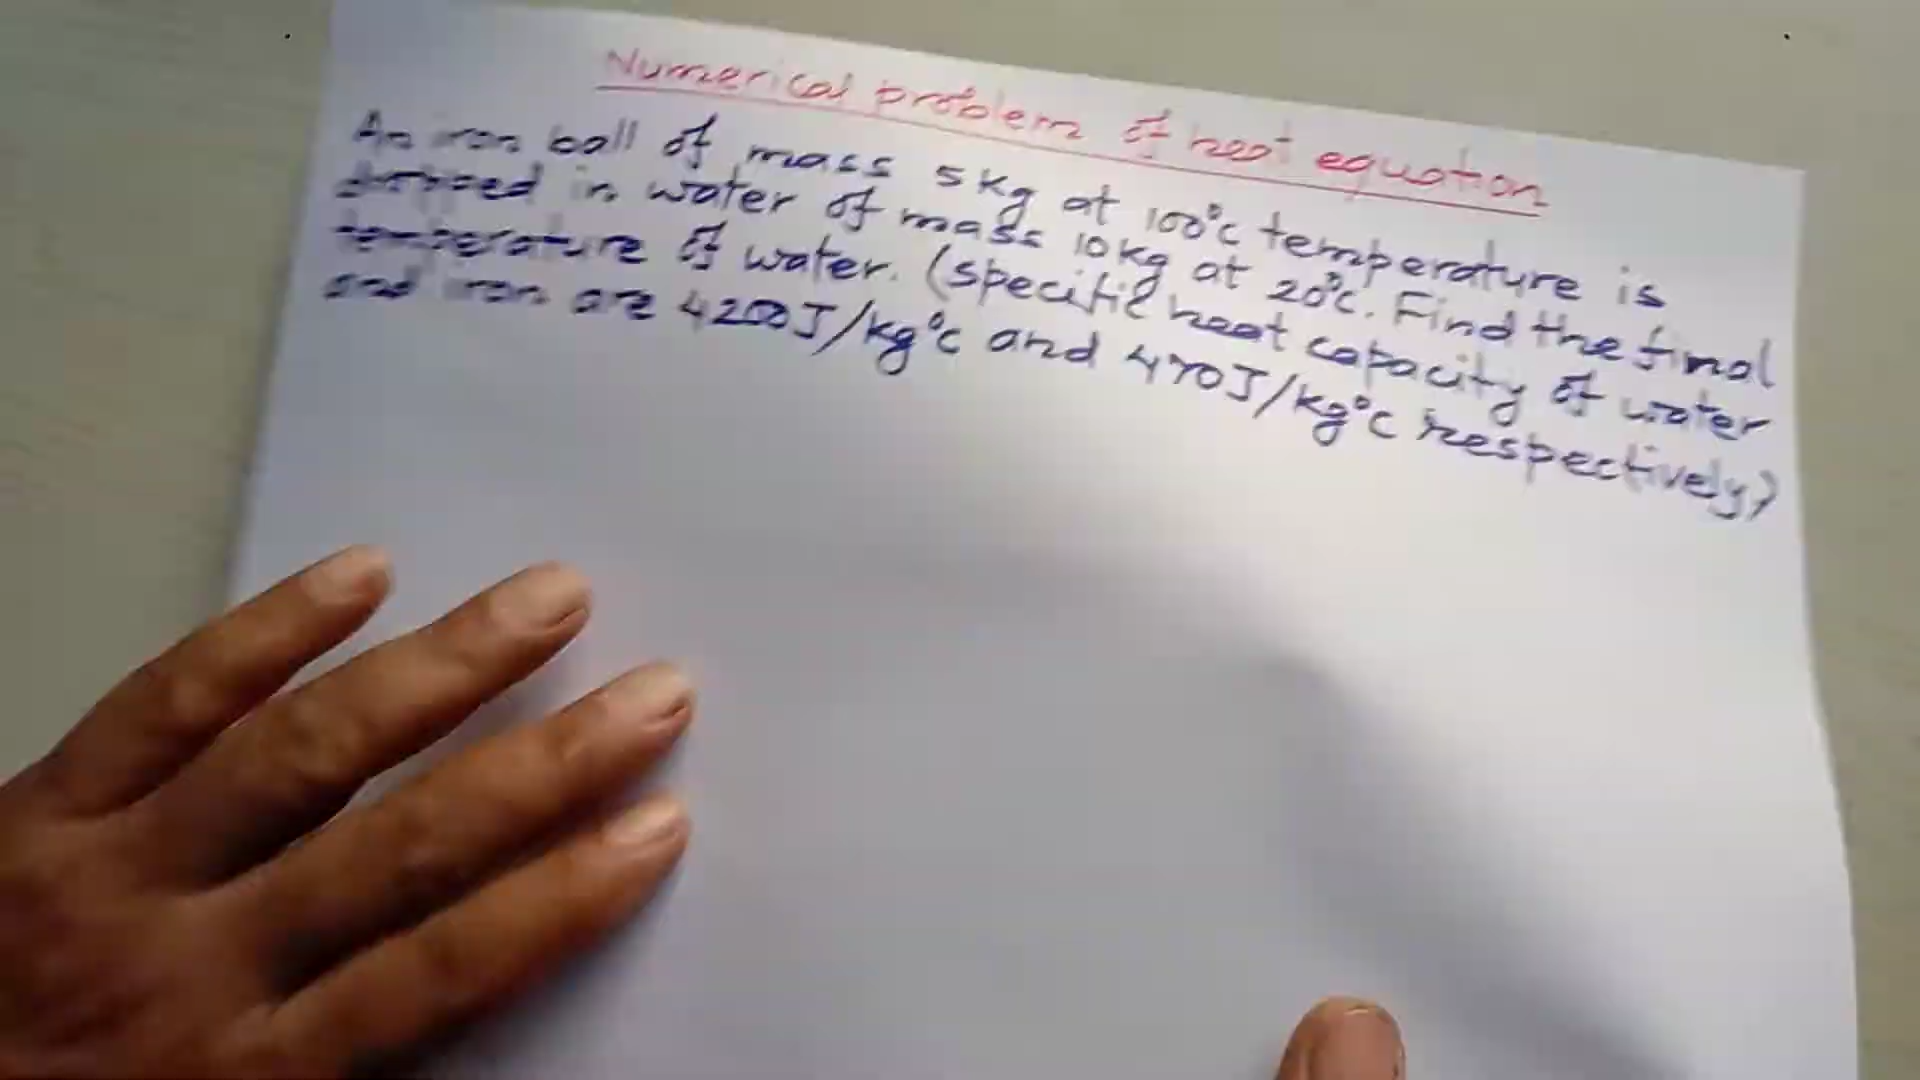 Numerical problem of heat equation
An iron ball of mass 5kg at 100°c temperature is
dropped in water of mass 10kg at 20°c. Find the final
temperature of water. (specific heat capacity of water
and iron are 4200J/kg°c and 470J/kg°c respectively)